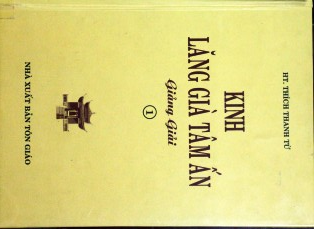 HT. THÍCH THANH TỪ
KINH
LĂNG GIÀ TÂM ẤN
Giảng Giải
1
NHÀ XUẤT BẢN TÔN GIÁO